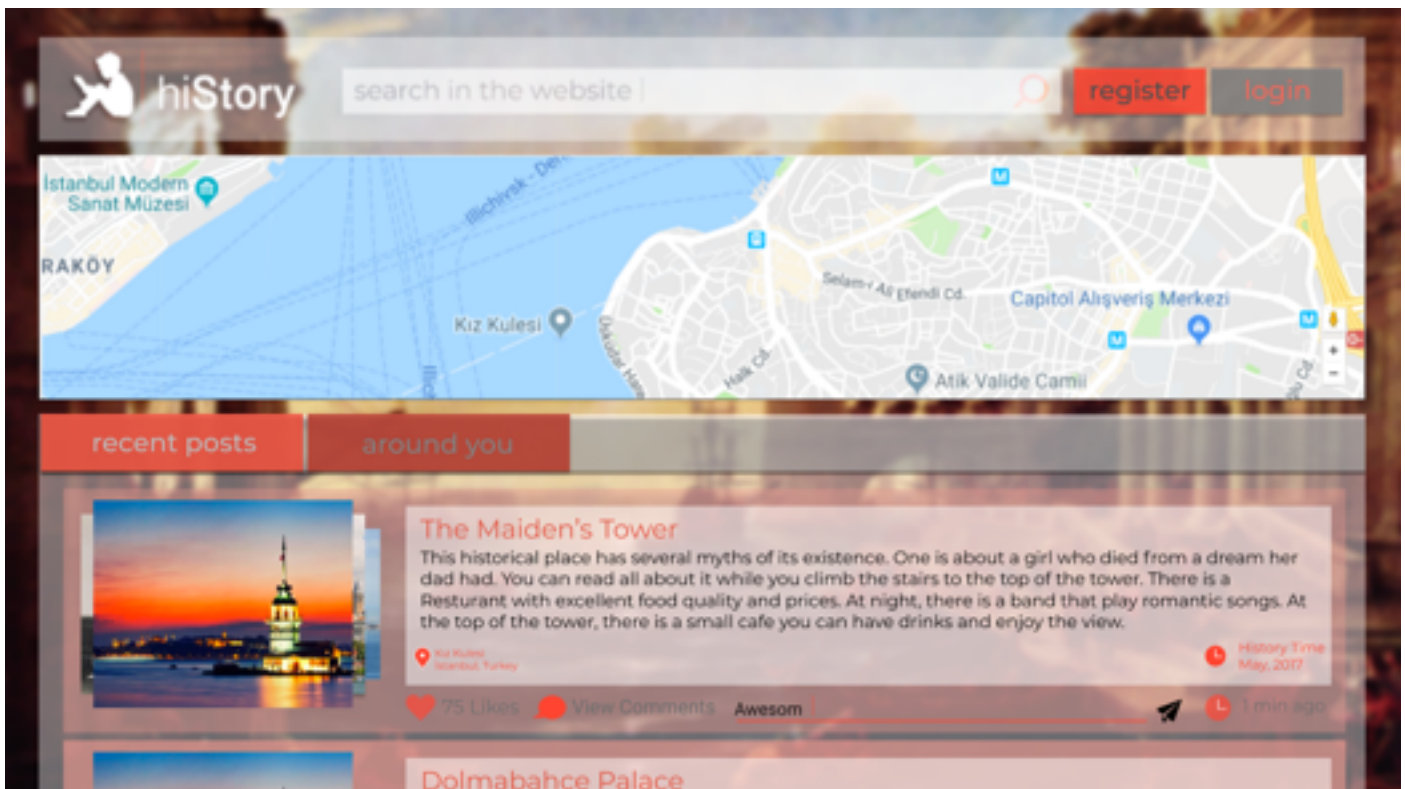 hiStory
search in the website
register
login
İstanbul Modern
Sanat Müzesi
RAKÖY
Illichivsk - De
Kız Kulesi
Üsküdar Hare
Halk Cd.
Selami Ali Efendi Cd.
Capitol Alışveriş Merkezi
Atik Valide Camii
recent posts
around you
The Maiden's Tower
This historical place has several myths of its existence. One is about a girl who died from a dream her
dad had. You can read all about it while you climb the stairs to the top of the tower. There is a
Resturant with excellent food quality and prices. At night, there is a band that play romantic songs. At
the top of the tower, there is a small cafe you can have drinks and enjoy the view.
Kız Kulesi
İstanbul, Turkey
History Time
May, 2017
75 Likes
View Comments
Awesom
1 min ago
Dolmabahce Palace